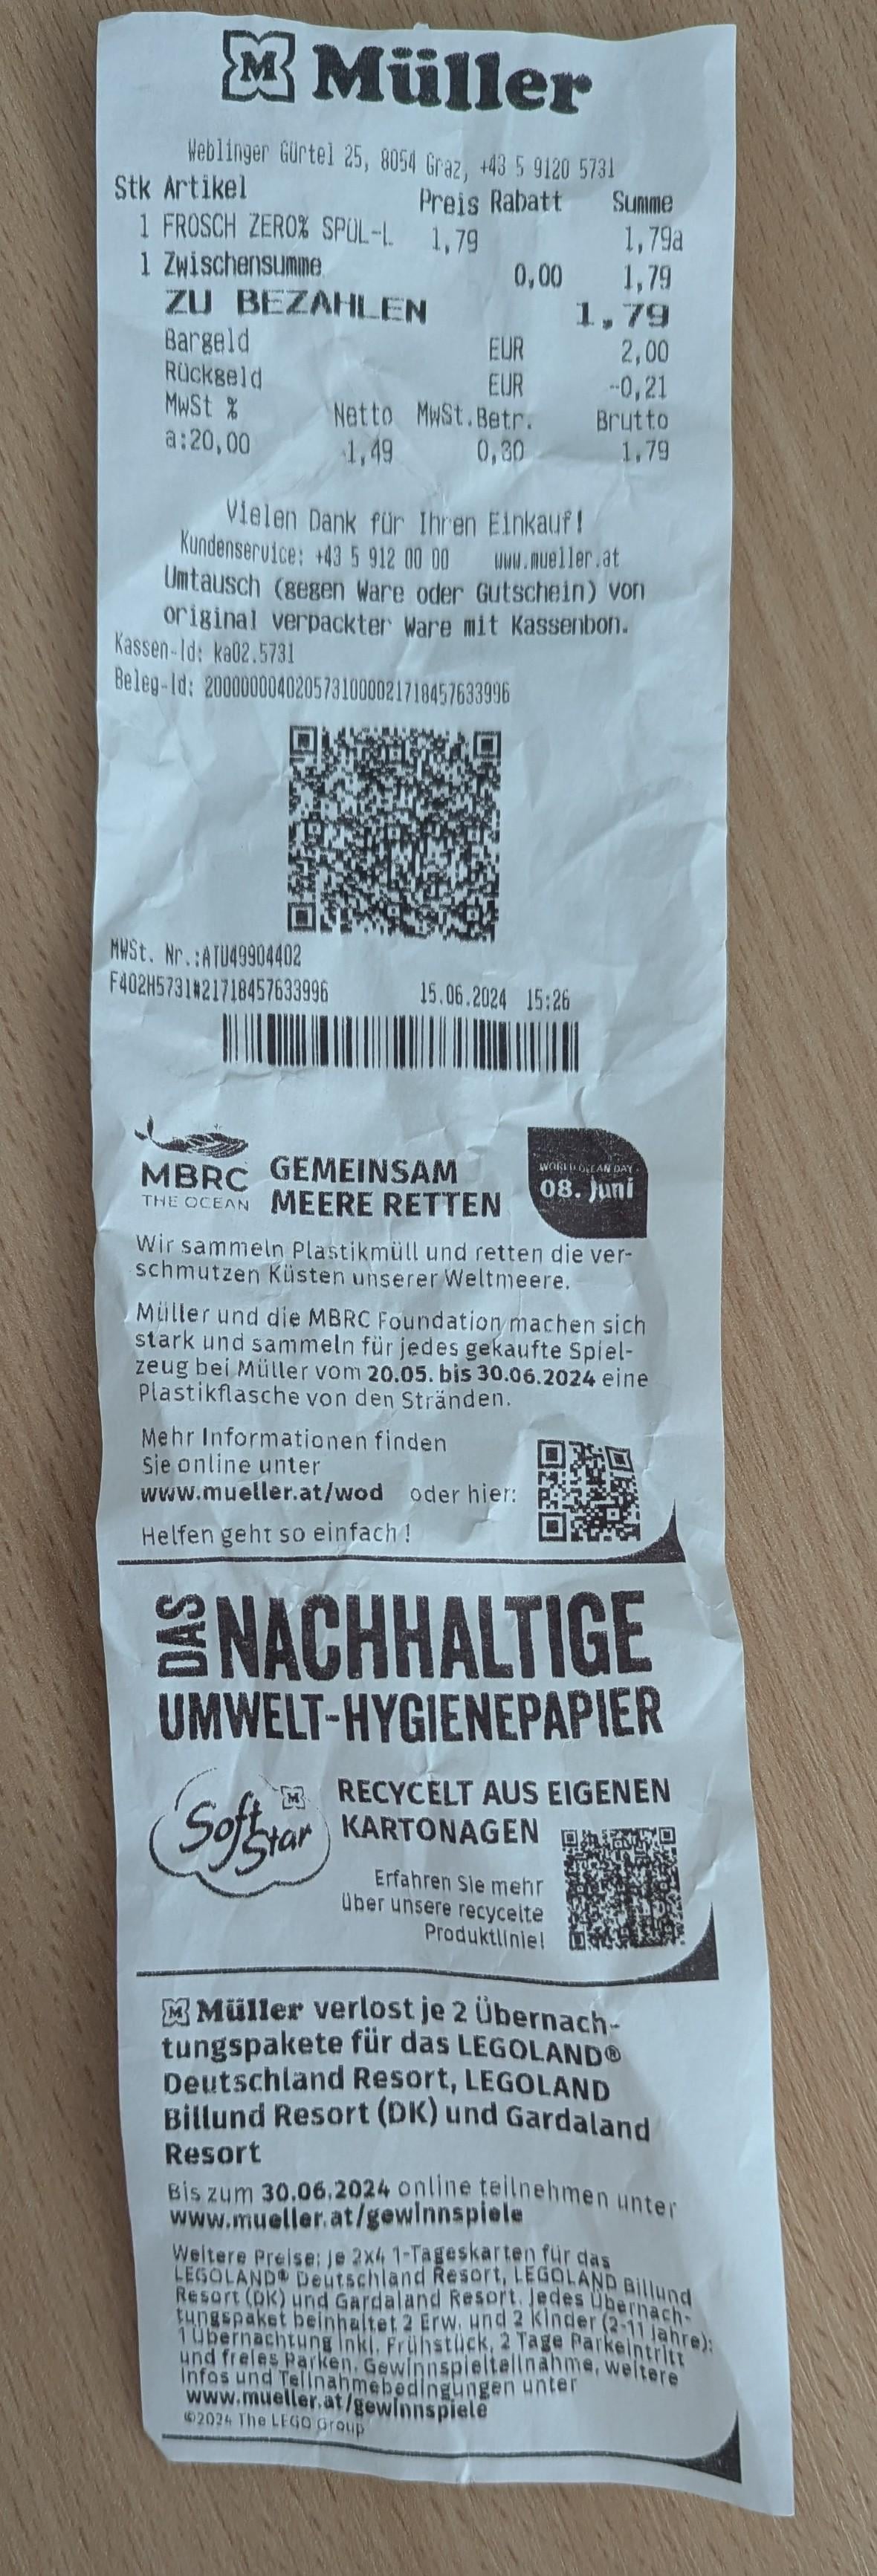 M Müller
Weblinger Gürtel 25, 8054 Graz, +43 5 9120 5731
Stk Artikel Preis Rabatt Summe
1 FROSCH ZERO% SPÜL-L 1,79 1,79a
1 Zwischensumme 0,00 1,79
ZU BEZAHLEN 1,79
Bargeld EUR 2,00
Rückgeld EUR -0,21
MwSt % Netto MwSt.Betr. Brutto
a:20,00 1,49 0,30 1,79
Vielen Dank für Ihren Einkauf!
Kundenservice: +43 5 912 00 00 www.mueller.at
Umtausch (gegen Ware oder Gutschein) von
original verpackter Ware mit Kassenbon.
Kassen-Id: ka02.5731
Beleg-Id: 2000000040205731000021718457633996
MWSt. Nr.:ATU49904402
F402H5731#21718457633996 15.06.2024 15:26
MBRC
THE OCEAN
GEMEINSAM
MEERE RETTEN
WORLD OCEAN DAY
08. Juni
Wir sammeln Plastikmüll und retten die ver-
schmutzen Küsten unserer Weltmeere.
Müller und die MBRC Foundation machen sich
stark und sammeln für jedes gekaufte Spiel-
zeug bei Müller vom 20.05. bis 30.06.2024 eine
Plastikflasche von den Stränden.
Mehr Informationen finden
Sie online unter
www.mueller.at/wod oder hier:
Helfen geht so einfach!
DAS NACHHALTIGE
UMWELT-HYGIENEPAPIER
Soft Star M
RECYCELT AUS EIGENEN
KARTONAGEN
Erfahren Sie mehr
über unsere recycelte
Produktlinie!
M Müller verlost je 2 Übernach-
tungspakete für das LEGOLAND®
Deutschland Resort, LEGOLAND
Billund Resort (DK) und Gardaland
Resort
Bis zum 30.06.2024 online teilnehmen unter
www.mueller.at/gewinnspiele
Weitere Preise: je 2x4 1-Tageskarten für das
LEGOLAND® Deutschland Resort, LEGOLAND Billund
Resort (DK) und Gardaland Resort. Jedes Übernach-
tungspaket beinhaltet 2 Erw. und 2 Kinder (2-11 Jahre):
1 Übernachtung inkl. Frühstück, 2 Tage Parkeintritt
und freies Parken. Gewinnspielteilnahme, weitere
Infos und Teilnahmebedingungen unter
www.mueller.at/gewinnspiele
©2024 The LEGO Group